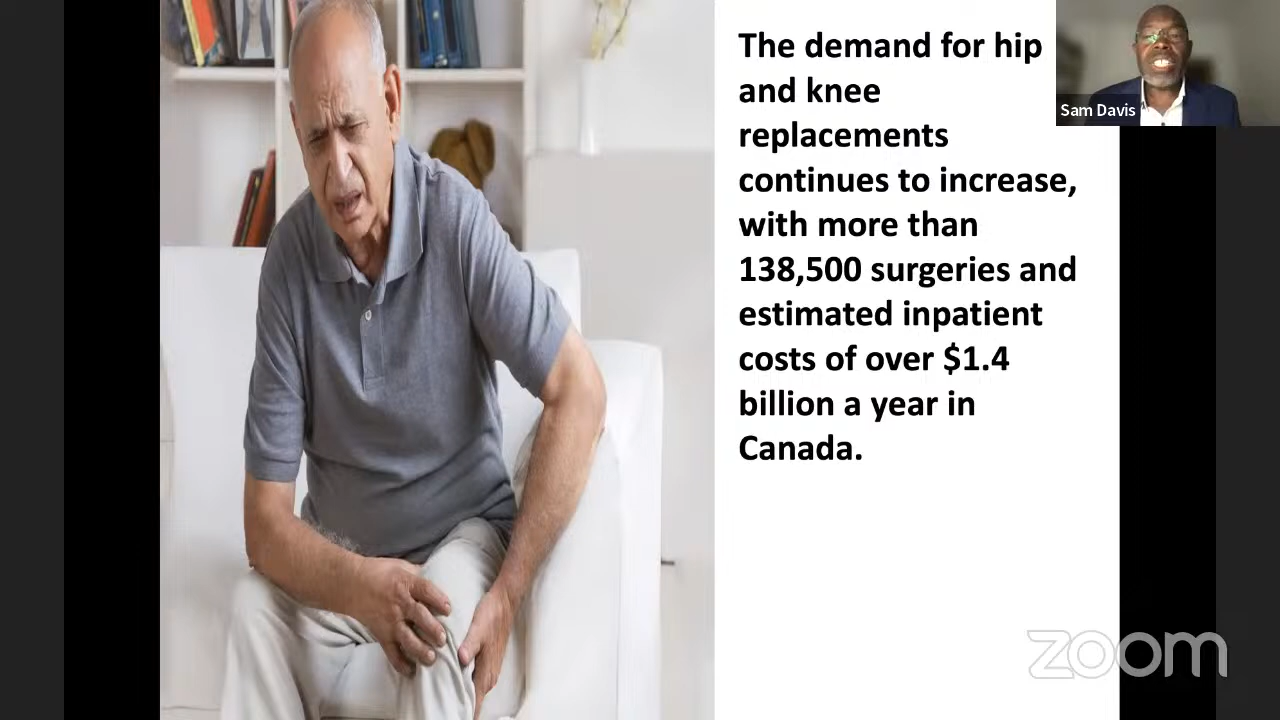 The demand for hip
and knee
replacements
continues to increase,
with more than
138,500 surgeries and
estimated inpatient
costs of over $1.4
billion a year in
Canada.
Sam Davis
zoom